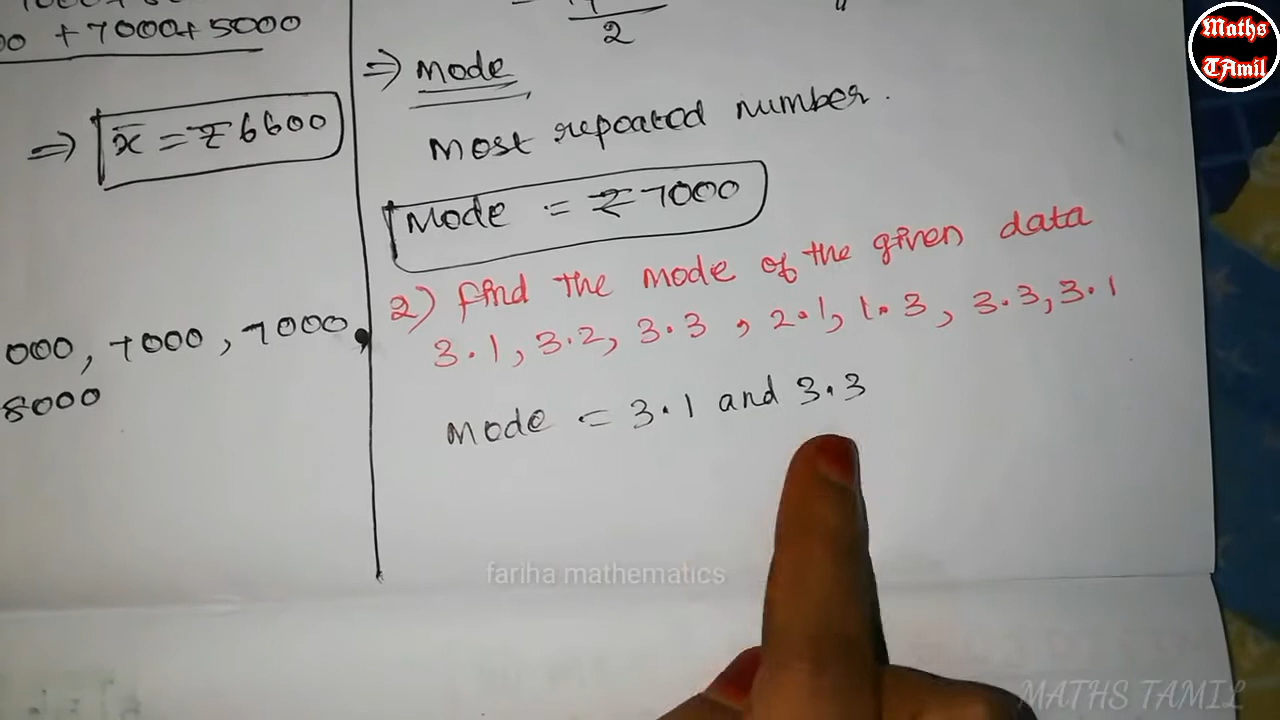 00 +7000+5000
⇒ x̄ = ₹6600
000, 7000, 7000,
8000
2
⇒ Mode
Most repeated number.
Mode = ₹7000
2) Find the mode of the given data
3.1, 3.2, 3.3, 2.1, 1.3, 3.3, 3.1
Mode = 3.1 and 3.3
fariha mathematics
Maths
TAmil
MATHS TAMIL